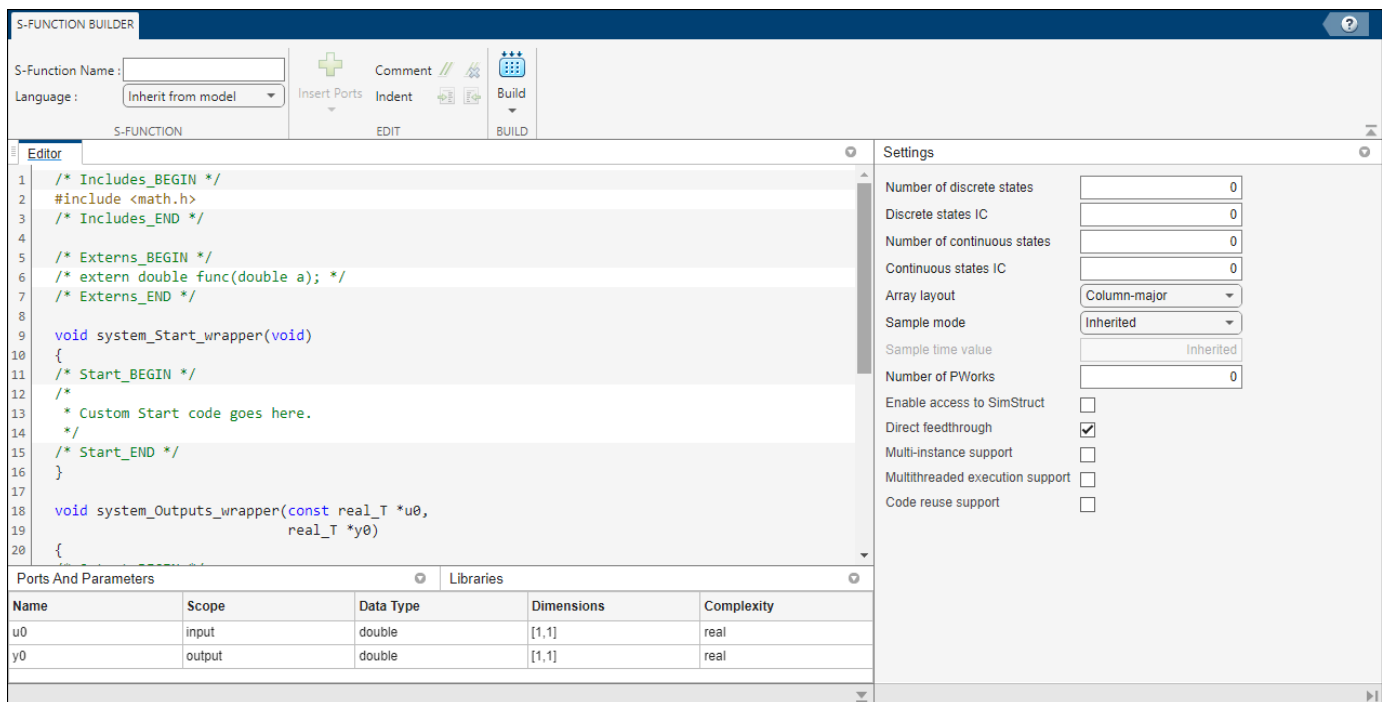 S-FUNCTION BUILDER
?
S-Function Name :
Language :
Inherit from model
S-FUNCTION
Insert Ports
Comment //
Indent
EDIT
Build
BUILD
Editor
1 /* Includes_BEGIN */
2 #include <math.h>
3 /* Includes_END */
4
5 /* Externs_BEGIN */
6 /* extern double func(double a); */
7 /* Externs_END */
8
9 void system_Start_wrapper(void)
10 {
11 /* Start_BEGIN */
12 /*
13 * Custom Start code goes here.
14 */
15 /* Start_END */
16 }
17
18 void system_Outputs_wrapper(const real_T *u0,
19 real_T *y0)
20 {
Settings
Number of discrete states 0
Discrete states IC 0
Number of continuous states 0
Continuous states IC 0
Array layout Column-major
Sample mode Inherited
Sample time value Inherited
Number of PWorks 0
Enable access to SimStruct
Direct feedthrough
Multi-instance support
Multithreaded execution support
Code reuse support
Ports And Parameters
Libraries
Name Scope Data Type Dimensions Complexity
u0 input double [1,1] real
y0 output double [1,1] real